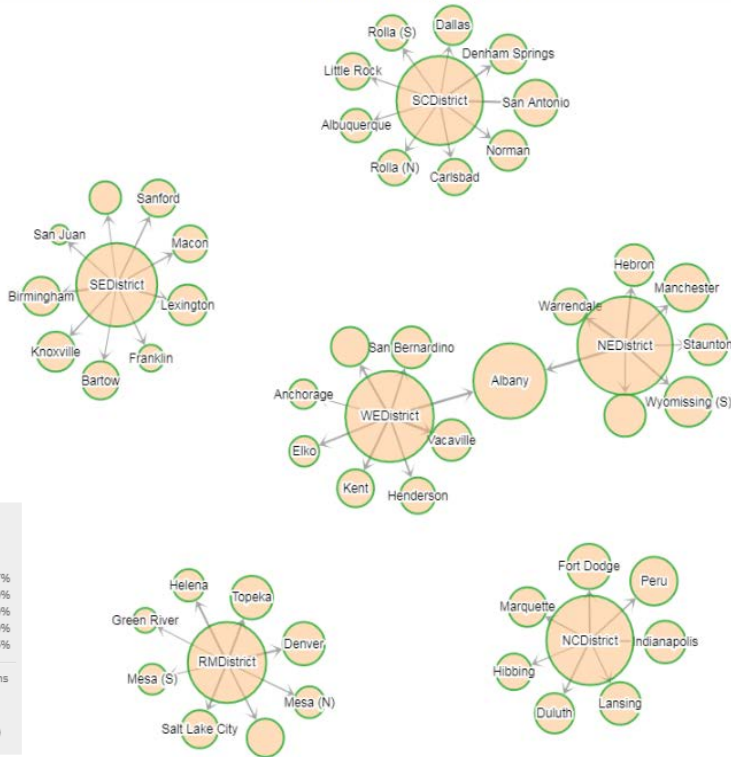 Rolla (S)
Dallas
Denham Springs
Little Rock
SCDistrict
San Antonio
Albuquerque
Norman
Rolla (N)
Carlsbad
Sanford
San Juan
Macon
SEDistrict
Birmingham
Lexington
Knoxville
Franklin
Bartow
Hebron
Manchester
Warrendale
NEDistrict
Staunton
San Bernardino
Albany
Anchorage
Wyomissing (S)
WEDistrict
Vacaville
Elko
Kent
Henderson
Helena
Topeka
Green River
Denver
RMDistrict
Mesa (S)
Mesa (N)
Salt Lake City
Fort Dodge
Peru
Marquette
NCDistrict
Indianapolis
Hibbing
Lansing
Duluth